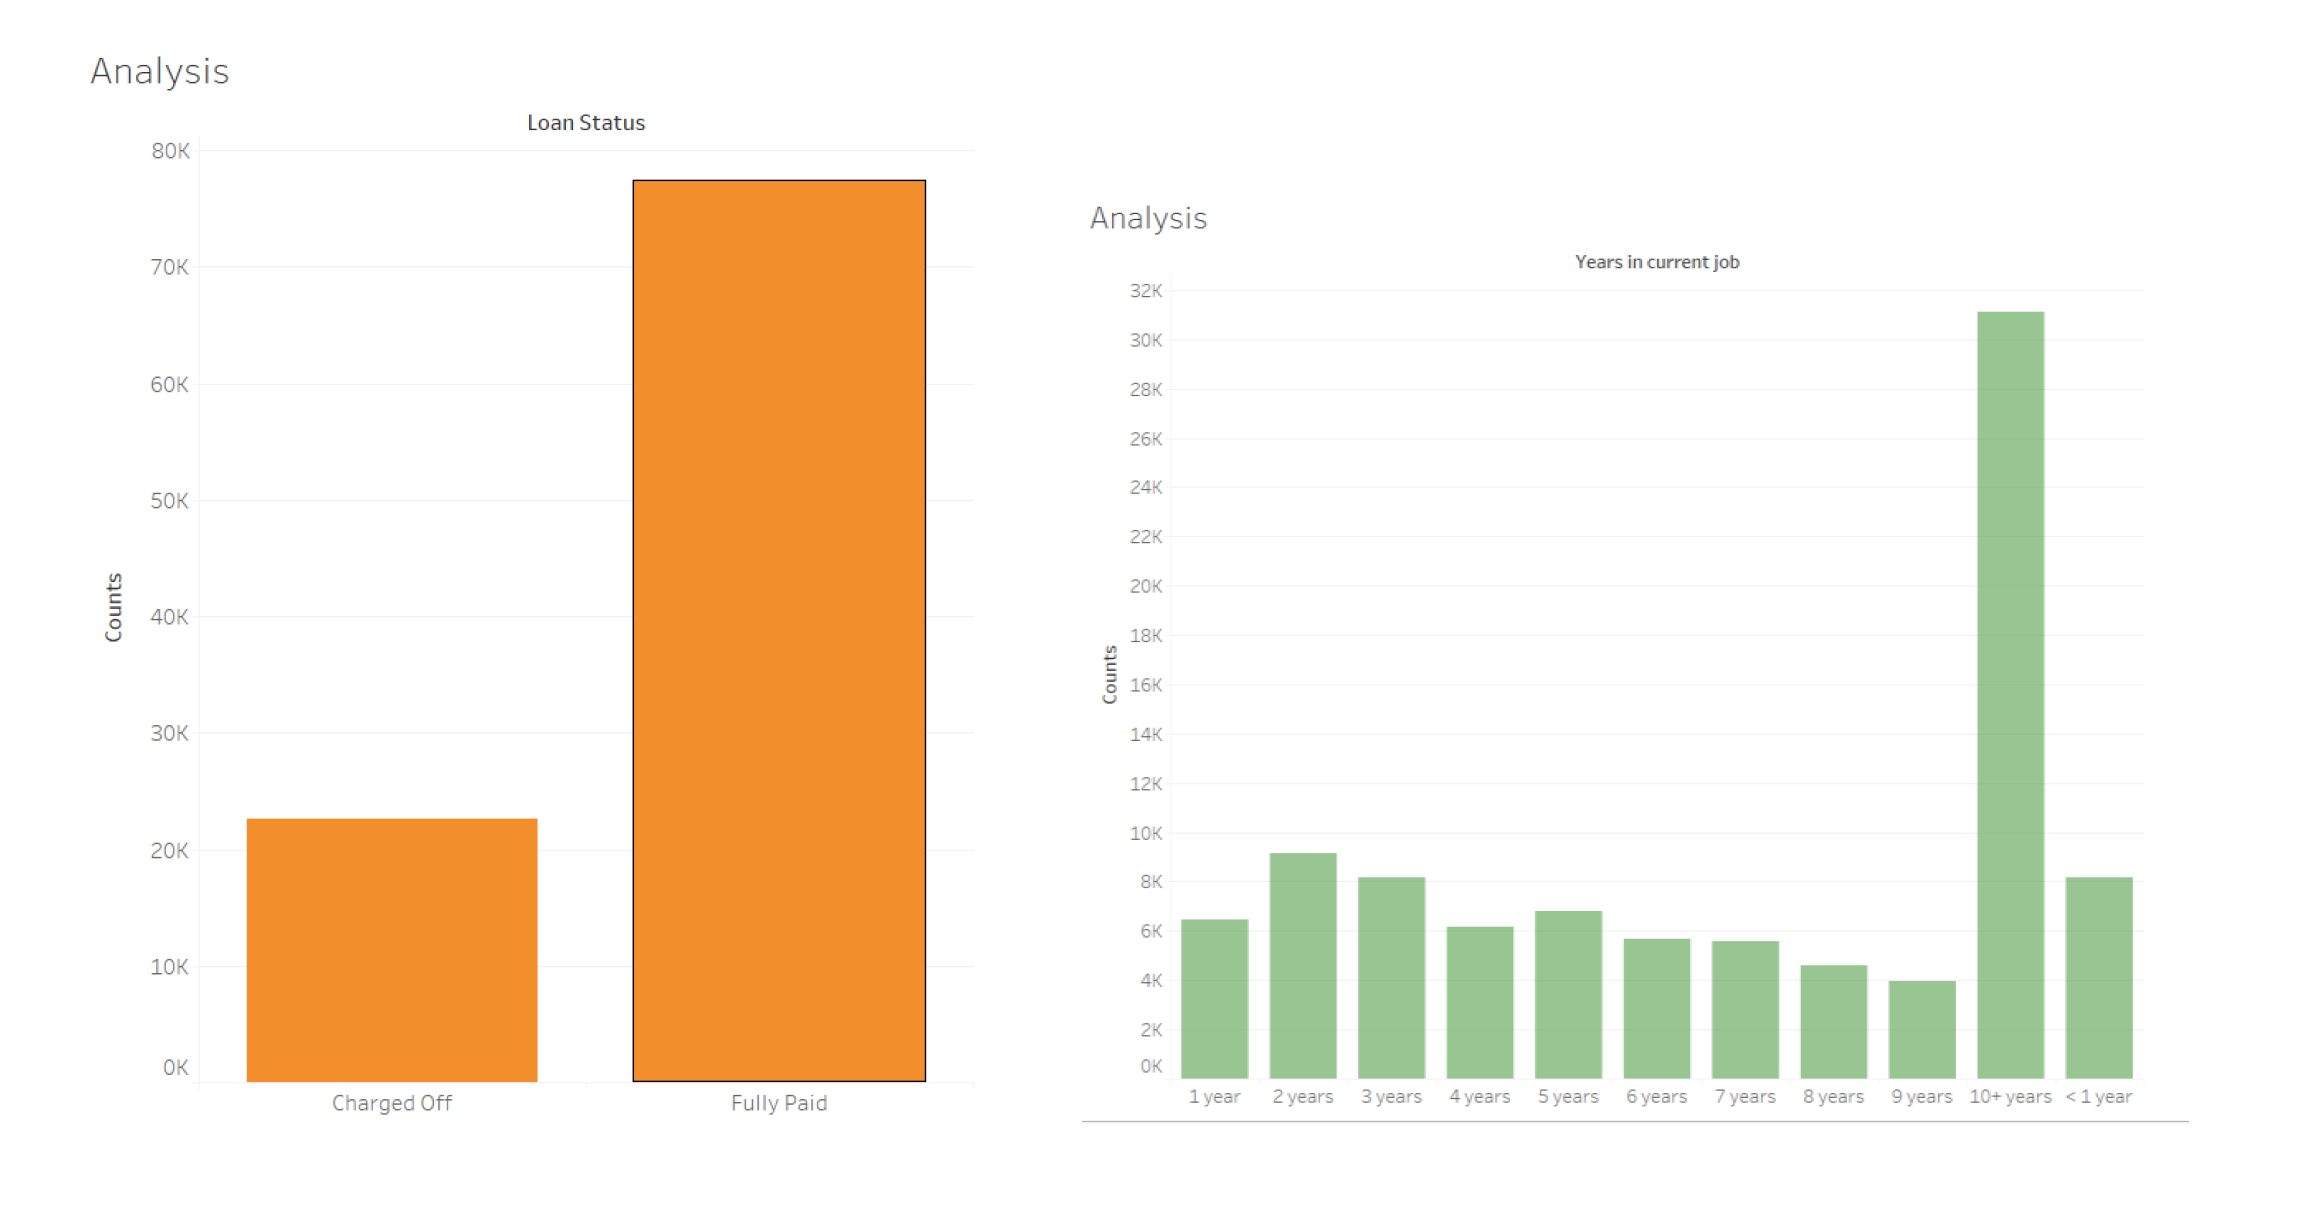 Analysis
Loan Status
80K
70K
60K
50K
40K
30K
20K
10K
0K
Counts
Charged Off Fully Paid
Analysis
Years in current job
32K
30K
28K
26K
24K
22K
20K
18K
16K
14K
12K
10K
8K
6K
4K
2K
0K
Counts
1 year 2 years 3 years 4 years 5 years 6 years 7 years 8 years 9 years 10+ years < 1 year